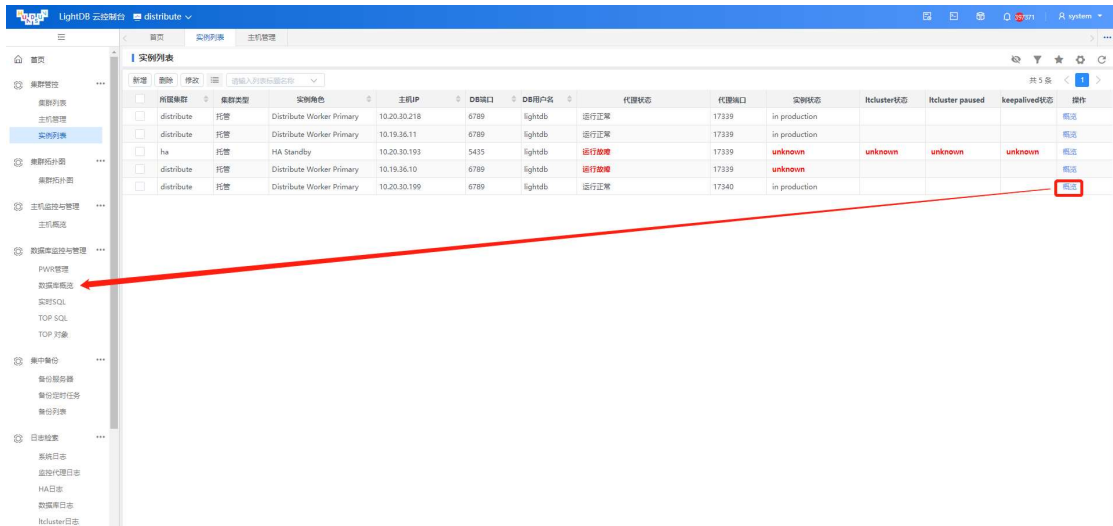 LightDB 云控制台 distribute system
首页 实例列表 主机管理
首页
集群管控
集群列表
主机管理
实例列表
集群拓扑图
集群拓扑图
主机监控与管理
主机概览
数据库监控与管理
PWR管理
数据库概览
实时SQL
TOP SQL
TOP 对象
集中备份
备份服务器
备份定时任务
备份列表
日志检索
系统日志
监控代理日志
HA日志
数据库日志
ltcluster日志
实例列表
新增 删除 修改 请输入列表标题名称 共 5 条 1
所属集群 集群类型 实例角色 主机IP DB端口 DB用户名 代理状态 代理端口 实例状态 ltcluster状态 ltcluster paused keepalived状态 操作
distribute 托管 Distribute Worker Primary 10.20.30.218 6789 lightdb 运行正常 17339 in production 概览
distribute 托管 Distribute Worker Primary 10.19.36.11 6789 lightdb 运行正常 17339 in production 概览
ha 托管 HA Standby 10.20.30.193 5435 lightdb 运行故障 17339 unknown unknown unknown unknown 概览
distribute 托管 Distribute Worker Primary 10.19.36.10 6789 lightdb 运行故障 17339 unknown 概览
distribute 托管 Distribute Worker Primary 10.20.30.199 6789 lightdb 运行正常 17340 in production 概览